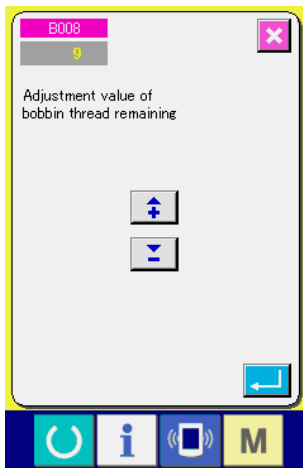 B008
9
Adjustment value of
bobbin thread remaining
i
M